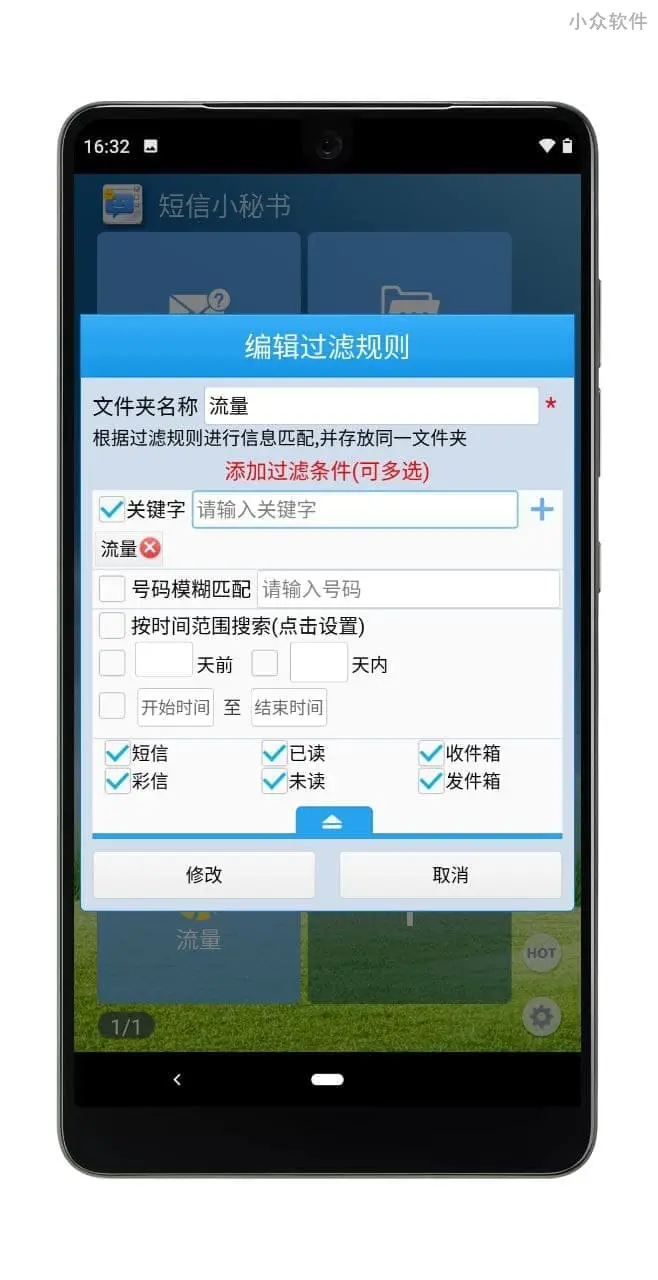 小众软件
16:32
短信小秘书
?
编辑过滤规则
文件夹名称 流量 *
根据过滤规则进行信息匹配,并存放同一文件夹
添加过滤条件(可多选)
关键字 请输入关键字 +
流量
号码模糊匹配 请输入号码
按时间范围搜索(点击设置)
天前 天内
开始时间 至 结束时间
短信 已读 收件箱
彩信 未读 发件箱
修改 取消
流量
HOT
1/1